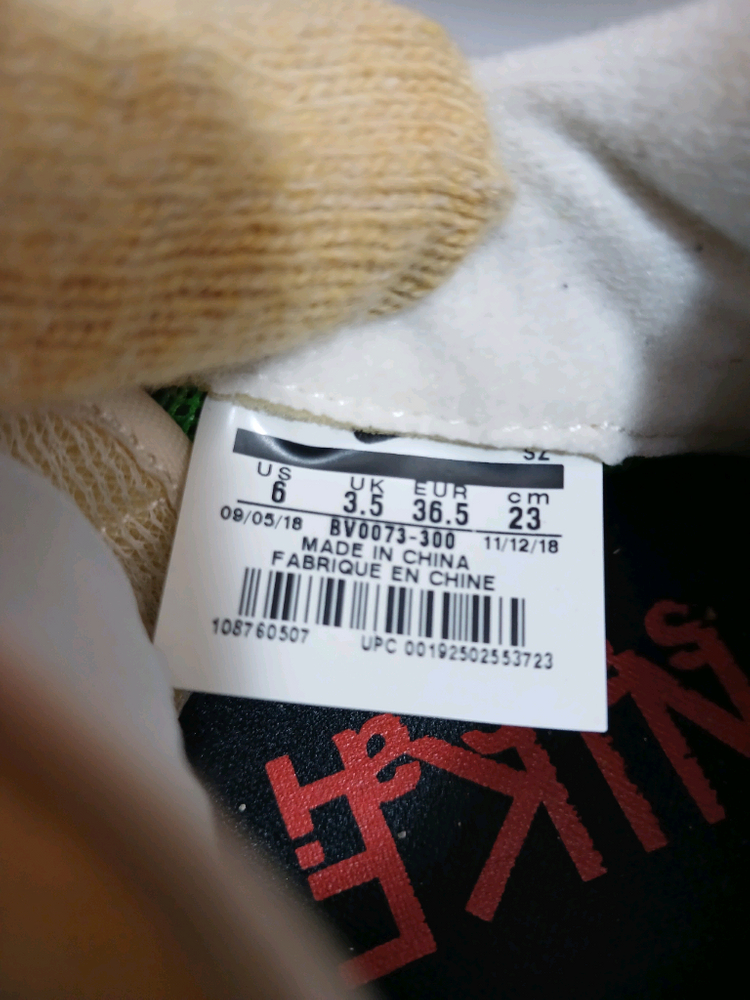 SZ
US UK EUR cm
6 3.5 36.5 23
09/05/18 BV0073-300 11/12/18
MADE IN CHINA
FABRIQUE EN CHINE
108760507 UPC 00192502553723
NIKE